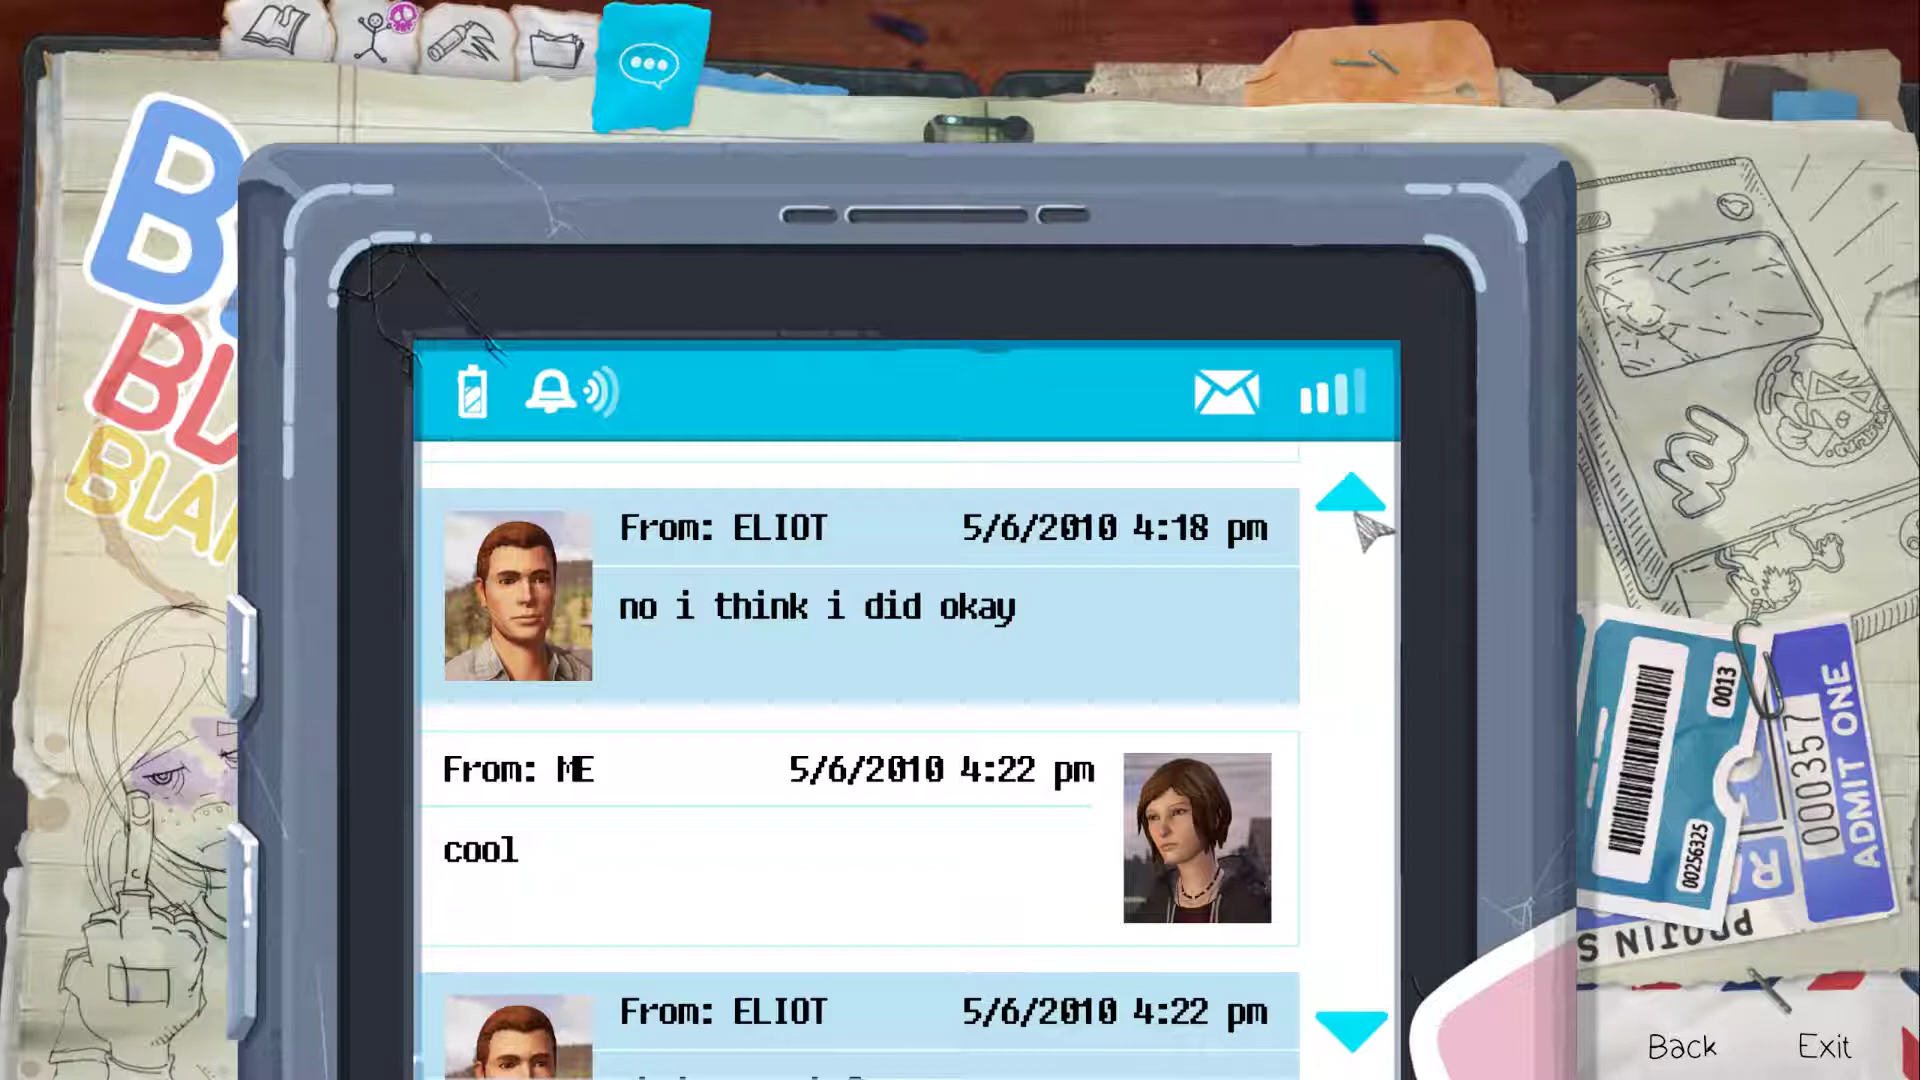 From: ELIOT 5/6/2010 4:18 pm
no i think i did okay
From: ME 5/6/2010 4:22 pm
cool
From: ELIOT 5/6/2010 4:22 pm
0013
00256325
000357
ADMIT ONE
Back Exit